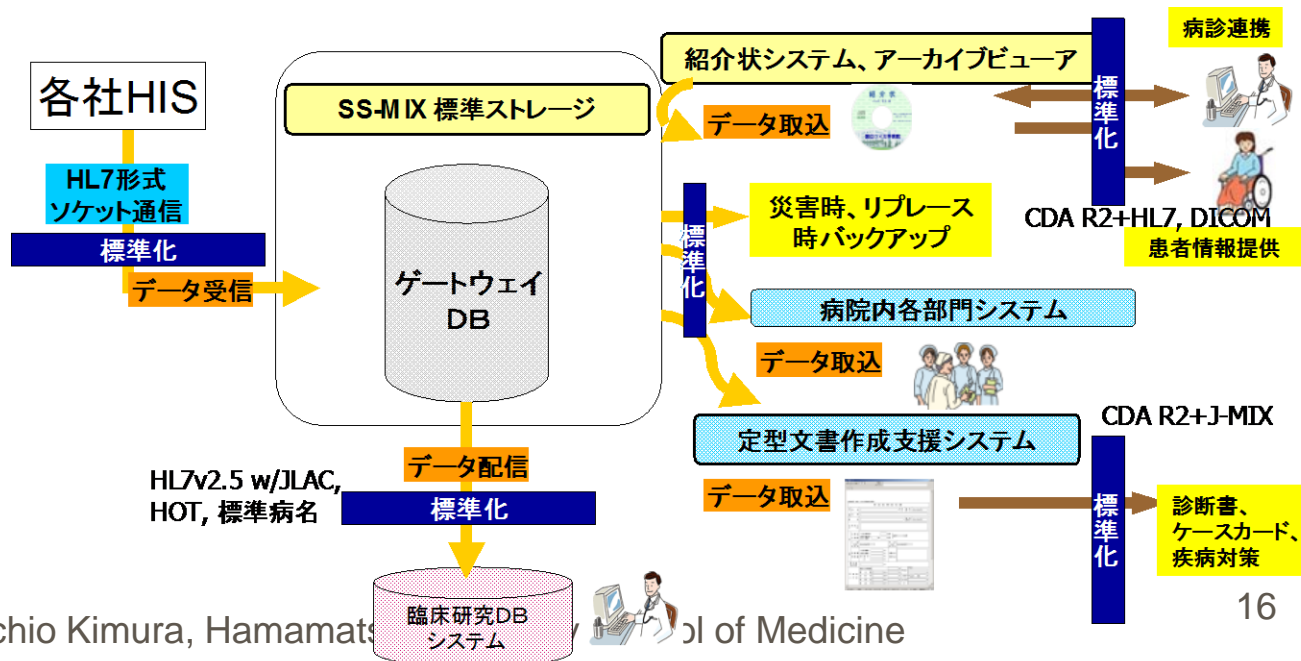 各社HIS
HL7形式
ソケット通信
標準化
データ受信
SS-MIX 標準ストレージ
ゲートウェイ
DB
データ配信
HL7v2.5 w/JLAC,
HOT, 標準病名
標準化
臨床研究DB
システム
紹介状システム、アーカイブビューア
データ取込
紹介状
標準化
病診連携
CDA R2+HL7, DICOM
患者情報提供
標準化
災害時、リプレース
時バックアップ
病院内各部門システム
データ取込
定型文書作成支援システム
データ取込
CDA R2+J-MIX
標準化
診断書、
ケースカード、
疾病対策
chio Kimura, Hamamats ol of Medicine
16